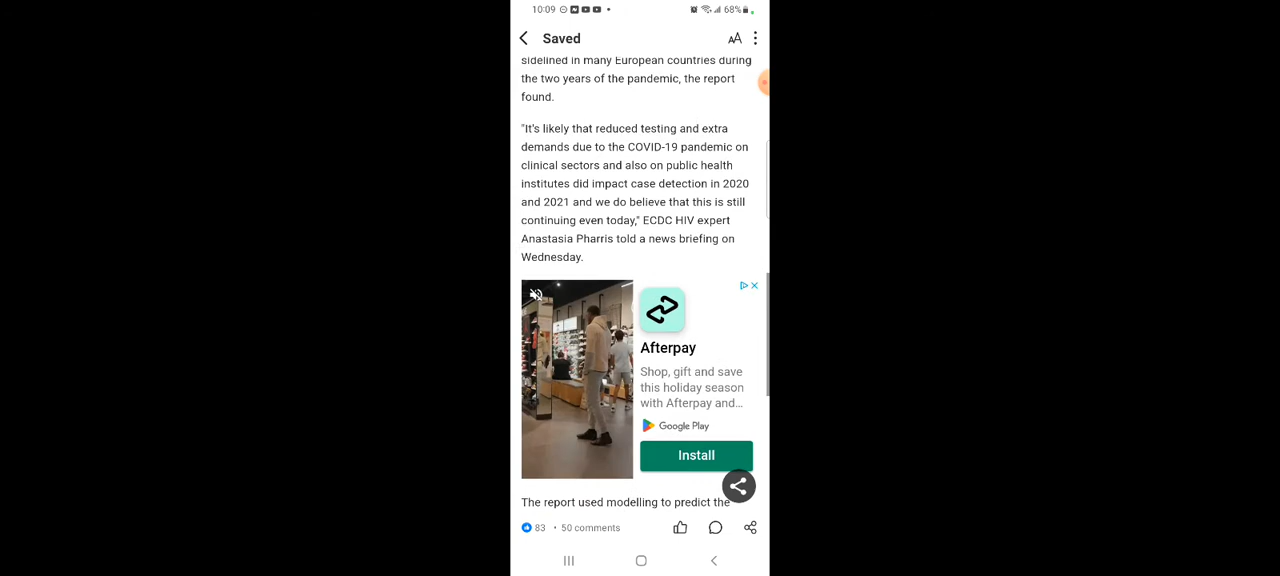 10:09 68%
Saved AA
sidelined in many European countries during
the two years of the pandemic, the report
found.
"It's likely that reduced testing and extra
demands due to the COVID-19 pandemic on
clinical sectors and also on public health
institutes did impact case detection in 2020
and 2021 and we do believe that this is still
continuing even today," ECDC HIV expert
Anastasia Pharris told a news briefing on
Wednesday.
Afterpay
Shop, gift and save
this holiday season
with Afterpay and...
Google Play
Install
The report used modelling to predict the
83 • 50 comments